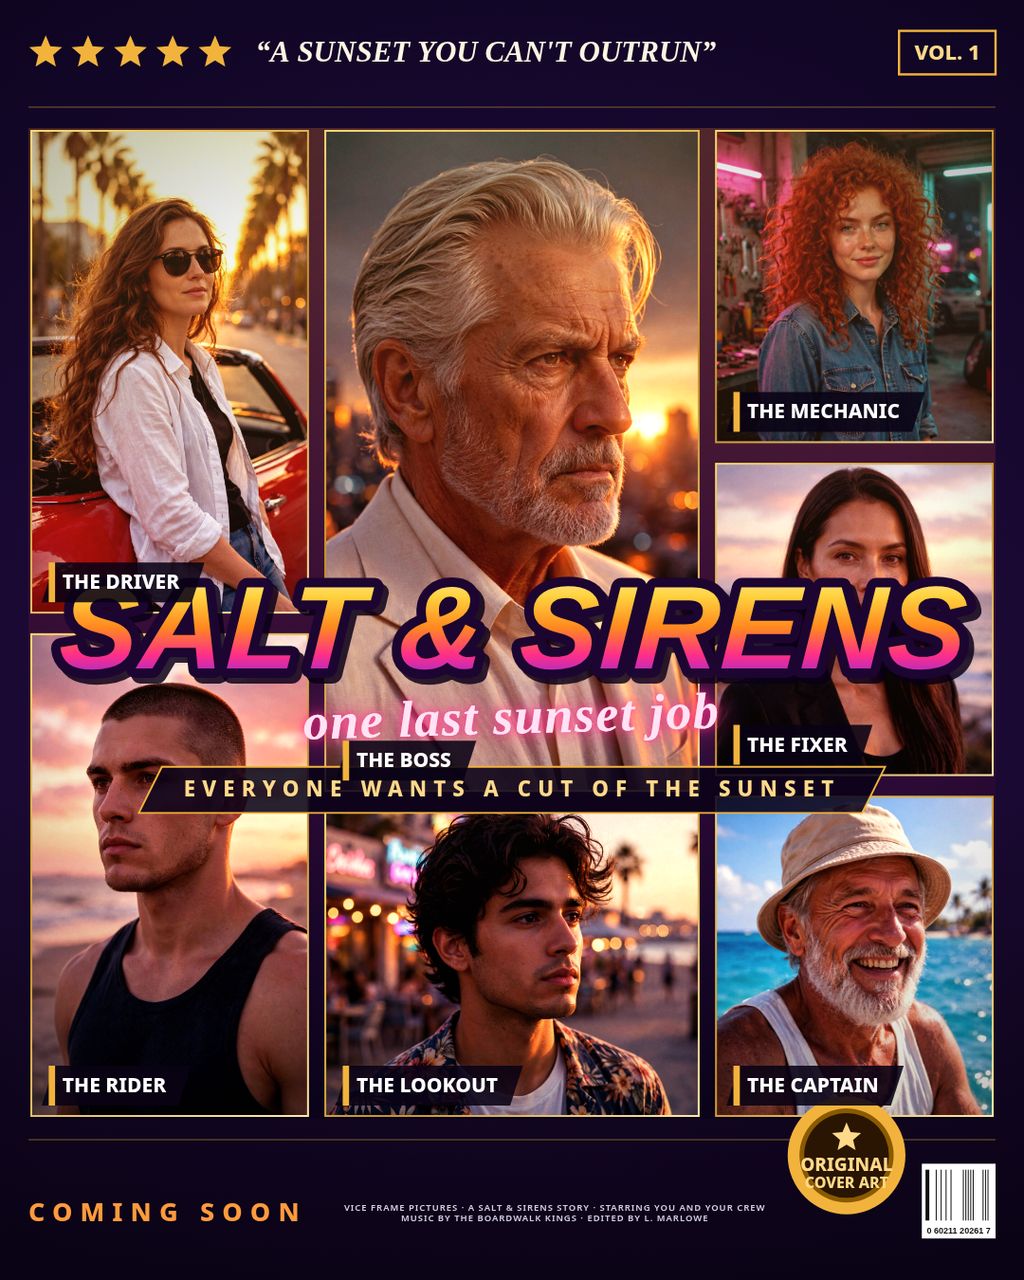 “A SUNSET YOU CAN'T OUTRUN”
VOL. 1
THE MECHANIC
THE DRIVER
SALT & SIRENS
one last sunset job
THE FIXER
THE BOSS
EVERYONE WANTS A CUT OF THE SUNSET
THE RIDER
THE LOOKOUT
THE CAPTAIN
ORIGINAL
COVER ART
COMING SOON
VICE FRAME PICTURES · A SALT & SIRENS STORY · STARRING YOU AND YOUR CREW
MUSIC BY THE BOARDWALK KINGS · EDITED BY L. MARLOWE
0 60211 20261 7